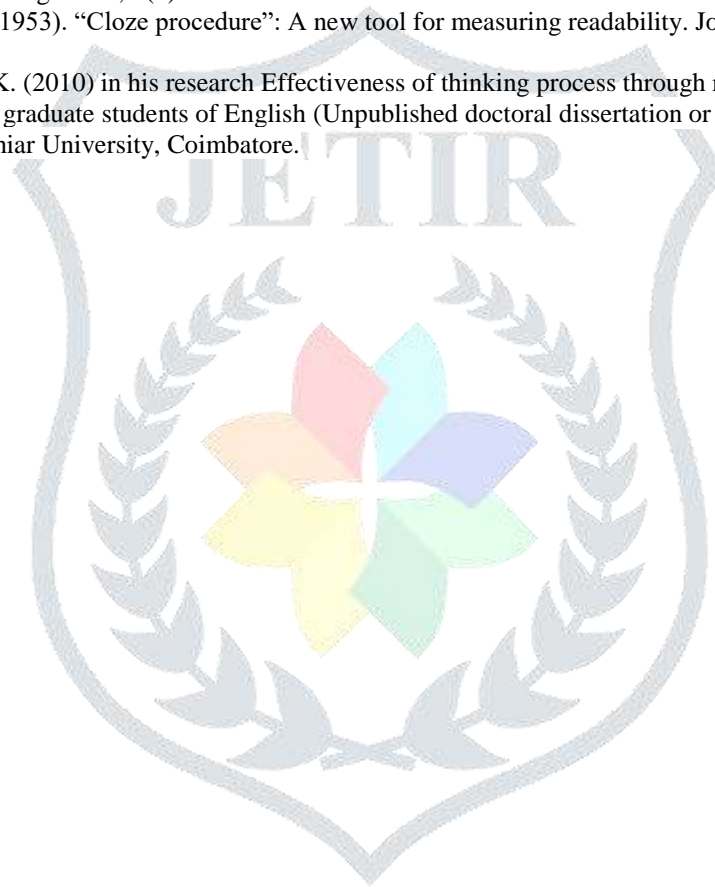 1953). “Cloze procedure”: A new tool for measuring readability. Jo
K. (2010) in his research Effectiveness of thinking process through
graduate students of English (Unpublished doctoral dissertation or
niar University, Coimbatore.
JETIR